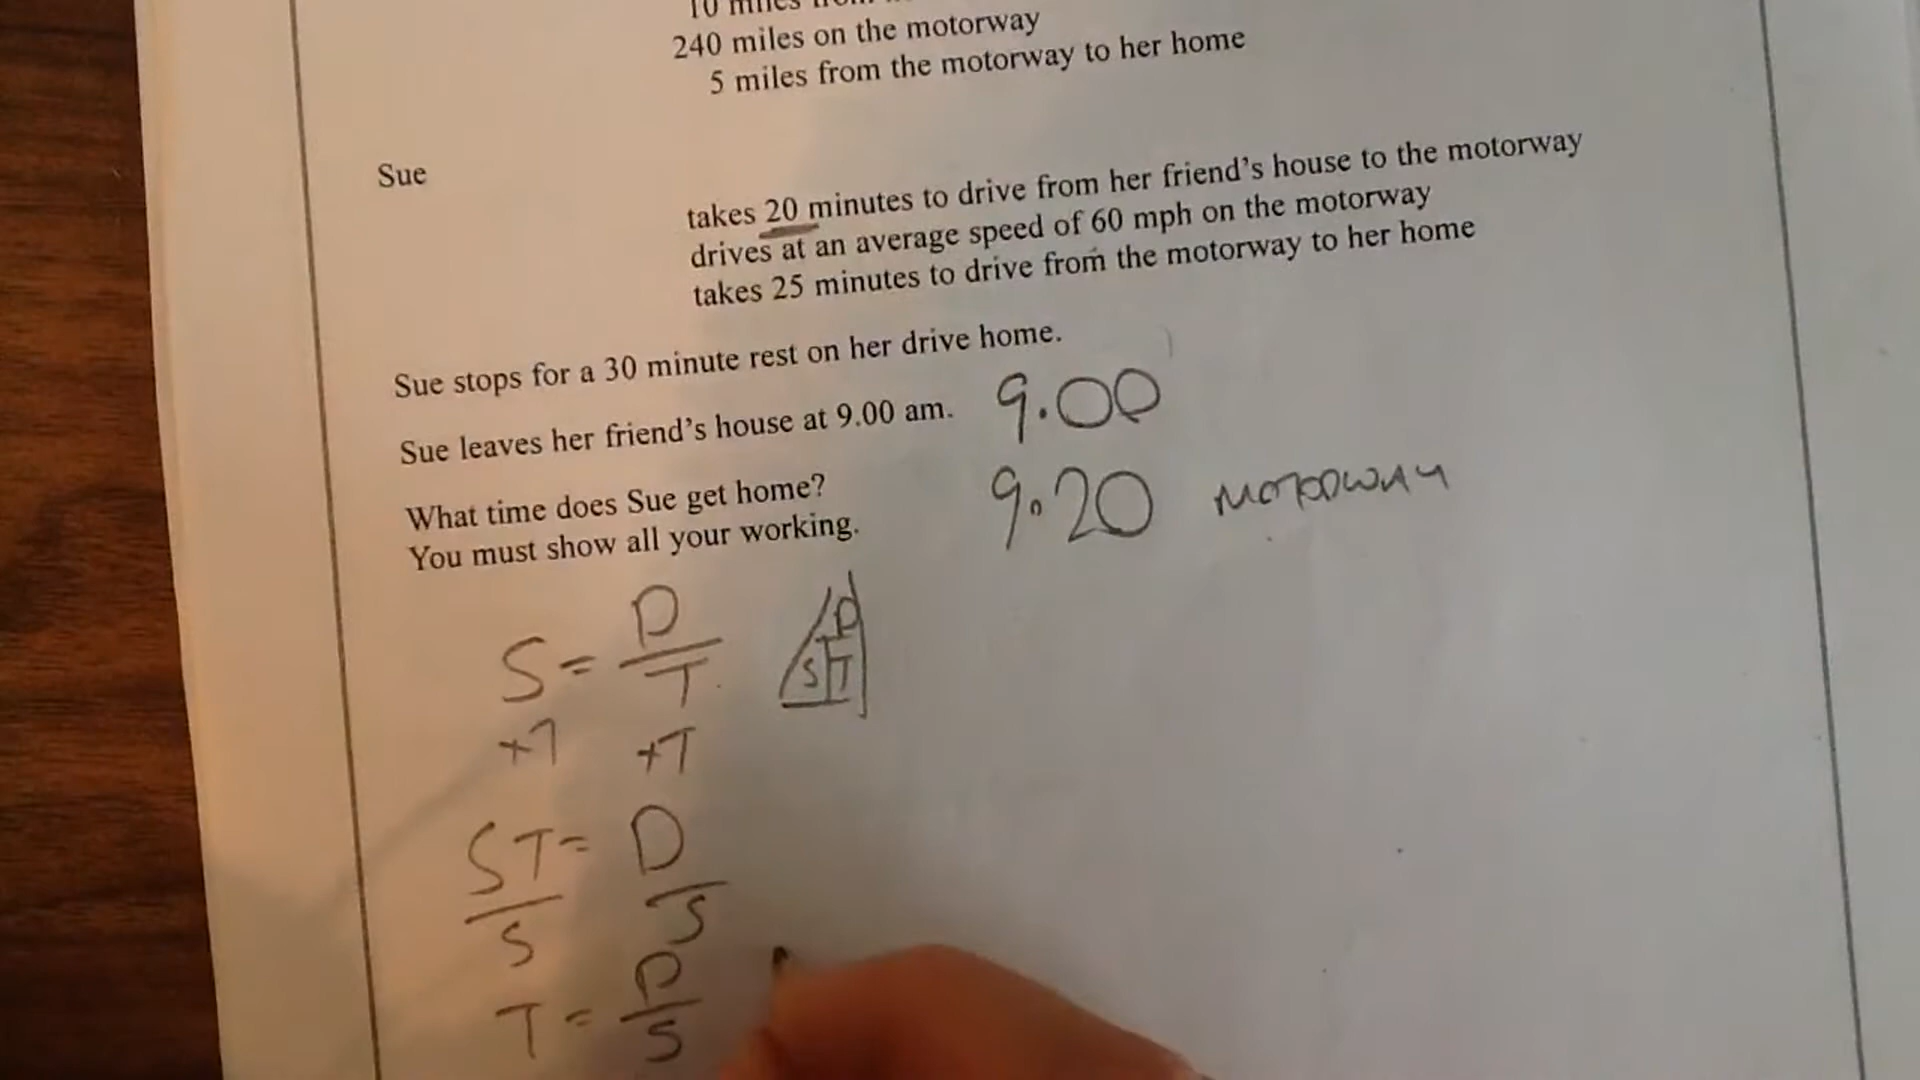 10 miles from
240 miles on the motorway
5 miles from the motorway to her home
Sue
takes 20 minutes to drive from her friend's house to the motorway
drives at an average speed of 60 mph on the motorway
takes 25 minutes to drive from the motorway to her home
Sue stops for a 30 minute rest on her drive home.
Sue leaves her friend's house at 9.00 am.
9.00
What time does Sue get home?
You must show all your working.
9.20 MOTORWAY
S = D/T
D
S T
×T ×T
ST = D
S /S
T = D/S